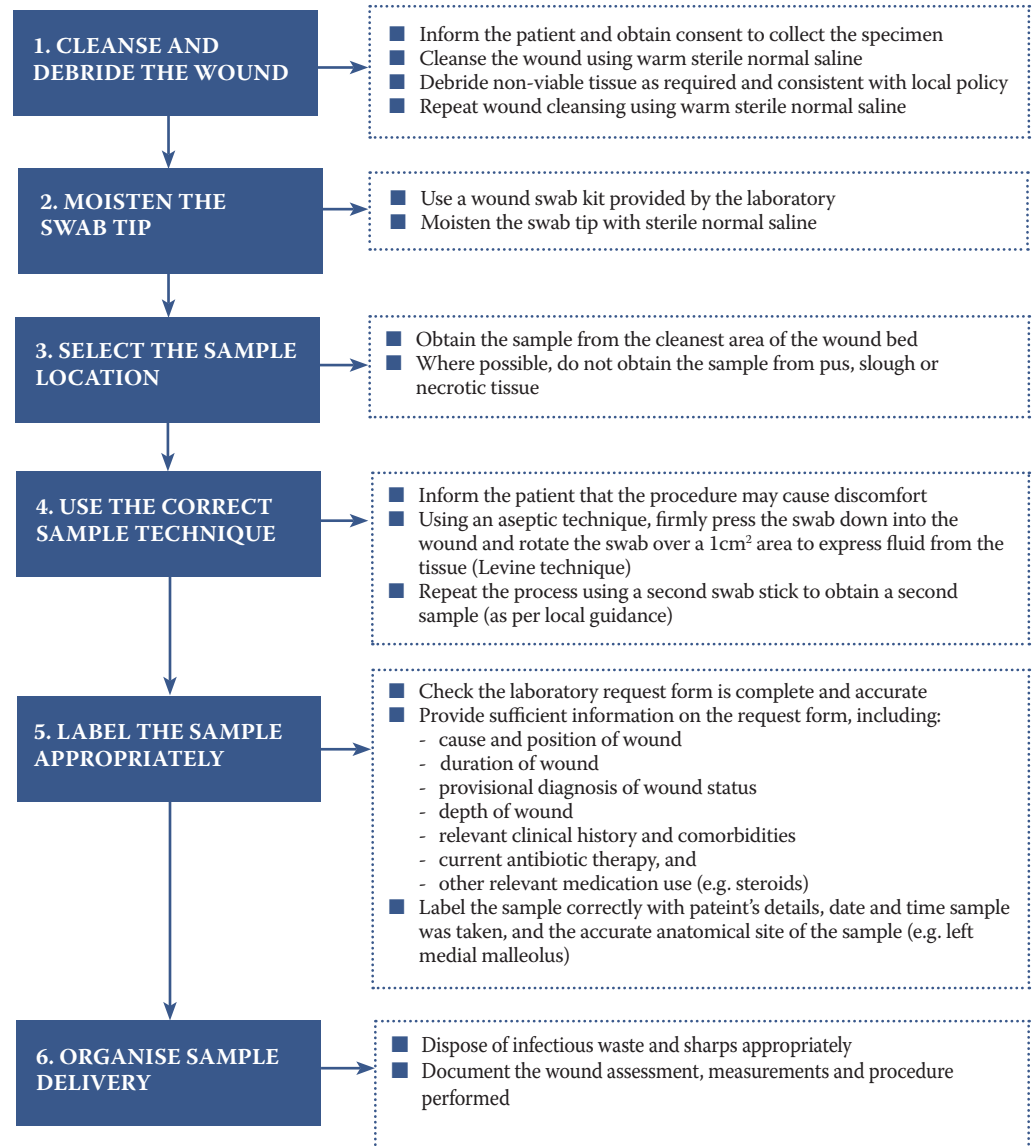 1. CLEANSE AND
DEBRIDE THE WOUND
■ Inform the patient and obtain consent to collect the specimen
■ Cleanse the wound using warm sterile normal saline
■ Debride non-viable tissue as required and consistent with local policy
■ Repeat wound cleansing using warm sterile normal saline
2. MOISTEN THE
SWAB TIP
■ Use a wound swab kit provided by the laboratory
■ Moisten the swab tip with sterile normal saline
3. SELECT THE SAMPLE
LOCATION
■ Obtain the sample from the cleanest area of the wound bed
■ Where possible, do not obtain the sample from pus, slough or
necrotic tissue
4. USE THE CORRECT
SAMPLE TECHNIQUE
■ Inform the patient that the procedure may cause discomfort
■ Using an aseptic technique, firmly press the swab down into the
wound and rotate the swab over a 1cm² area to express fluid from the
tissue (Levine technique)
■ Repeat the process using a second swab stick to obtain a second
sample (as per local guidance)
5. LABEL THE SAMPLE
APPROPRIATELY
■ Check the laboratory request form is complete and accurate
■ Provide sufficient information on the request form, including:
- cause and position of wound
- duration of wound
- provisional diagnosis of wound status
- depth of wound
- relevant clinical history and comorbidities
- current antibiotic therapy, and
- other relevant medication use (e.g. steroids)
■ Label the sample correctly with pateint's details, date and time sample
was taken, and the accurate anatomical site of the sample (e.g. left
medial malleolus)
6. ORGANISE SAMPLE
DELIVERY
■ Dispose of infectious waste and sharps appropriately
■ Document the wound assessment, measurements and procedure
performed